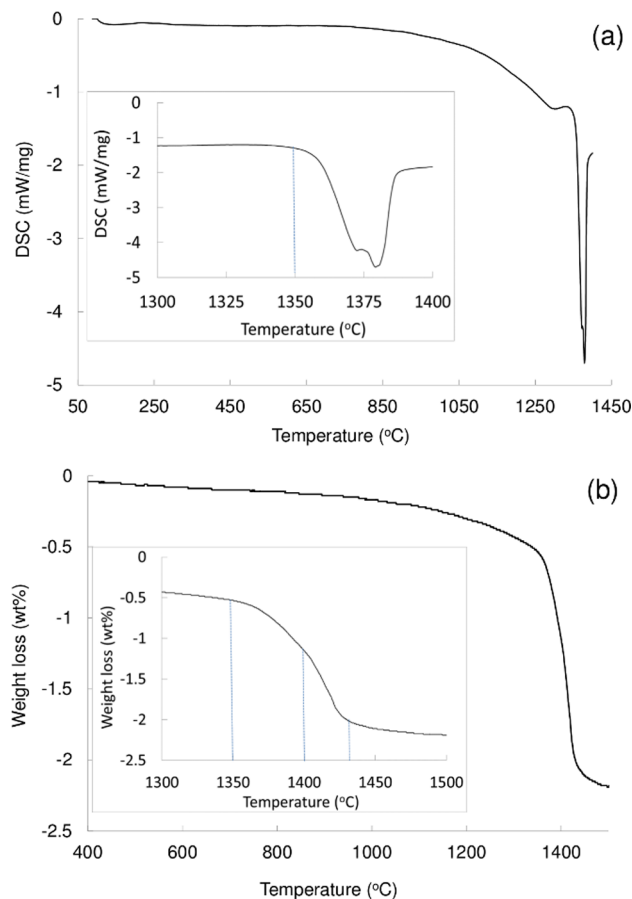 (a)
0
-1
-2
-3
-4
-5
DSC (mW/mg)
50 250 450 650 850 1050 1250 1450
Temperature (°C)
0
-1
-2
-3
-4
-5
DSC (mW/mg)
1300 1325 1350 1375 1400
Temperature (°C)
(b)
0
-0.5
-1
-1.5
-2
-2.5
Weight loss (wt%)
400 600 800 1000 1200 1400
Temperature (°C)
0
-0.5
-1
-1.5
-2
-2.5
Weight loss (wt%)
1300 1350 1400 1450 1500
Temperature (°C)